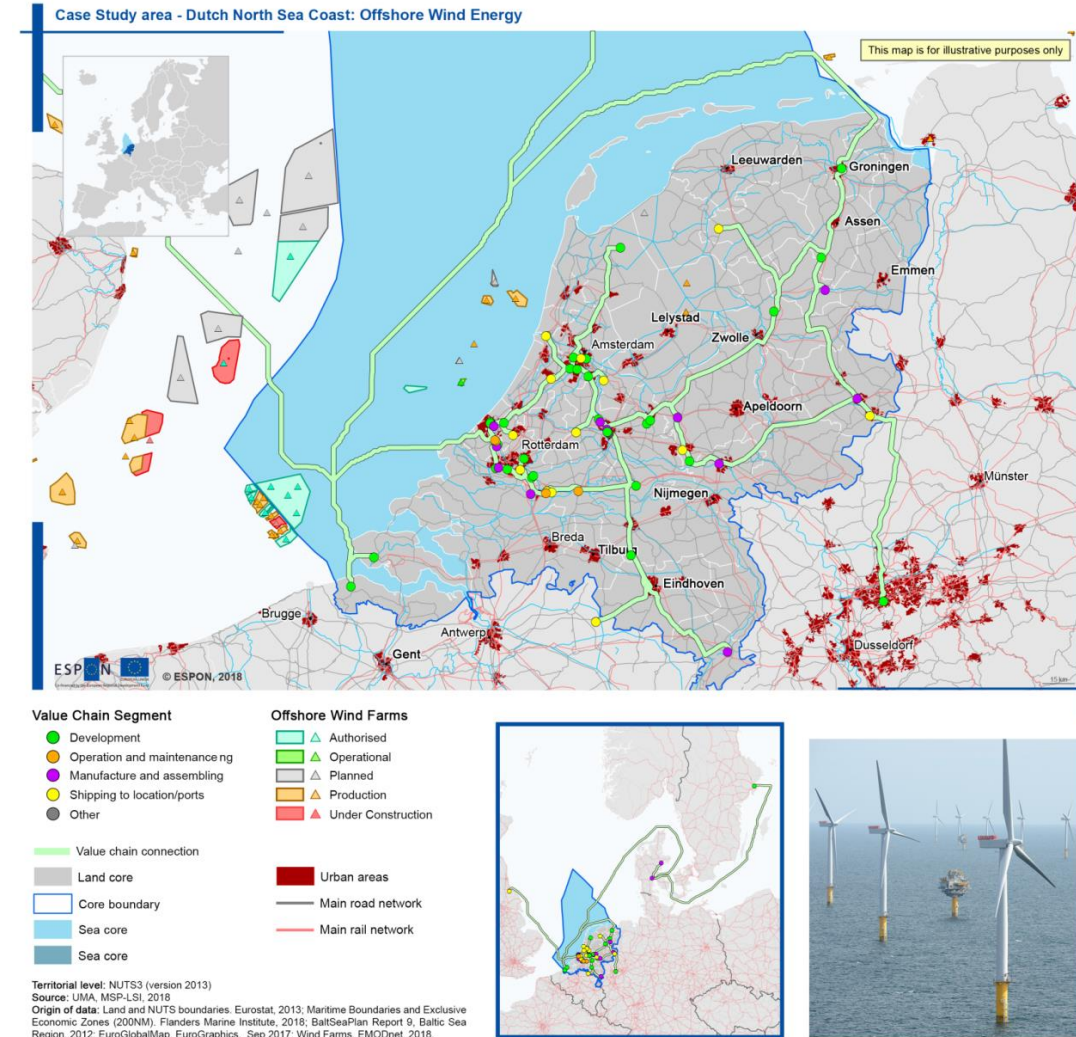 Case Study area - Dutch North Sea Coast: Offshore Wind Energy
This map is for illustrative purposes only
Leeuwarden
Groningen
Assen
Emmen
Lelystad
Zwolle
Amsterdam
Apeldoorn
Rotterdam
Nijmegen
Münster
Breda
Tilburg
Eindhoven
Brugge
Antwerp
Gent
Dusseldorf
ESPON
© ESPON, 2018
15 km
Value Chain Segment
Development
Operation and maintenance ng
Manufacture and assembling
Shipping to location/ports
Other
Value chain connection
Land core
Core boundary
Sea core
Sea core
Offshore Wind Farms
Authorised
Operational
Planned
Production
Under Construction
Urban areas
Main road network
Main rail network
Territorial level: NUTS3 (version 2013)
Source: UMA, MSP-LSI, 2018
Origin of data: Land and NUTS boundaries. Eurostat, 2013; Maritime Boundaries and Exclusive
Economic Zones (200NM). Flanders Marine Institute, 2018; BaltSeaPlan Report 9, Baltic Sea
Region, 2012; EuroGlobalMap, EuroGraphics, Sep 2017; Wind Farms, EMODnet, 2018